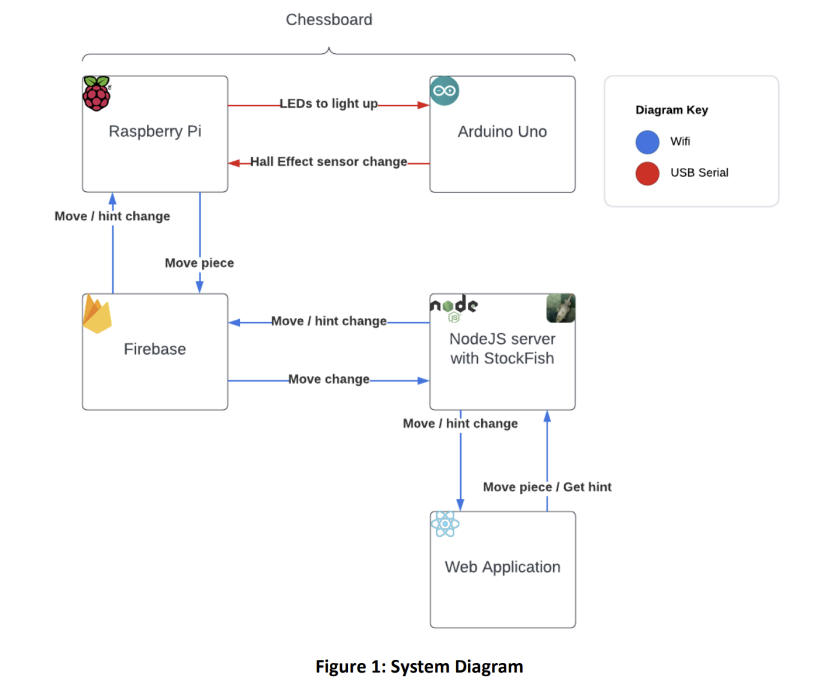 Chessboard
Raspberry Pi
LEDs to light up
Arduino Uno
Hall Effect sensor change
Diagram Key
Wifi
USB Serial
Move / hint change
Move piece
Firebase
Move / hint change
Move change
node
JS
NodeJS server
with StockFish
Move / hint change
Move piece / Get hint
Web Application
Figure 1: System Diagram